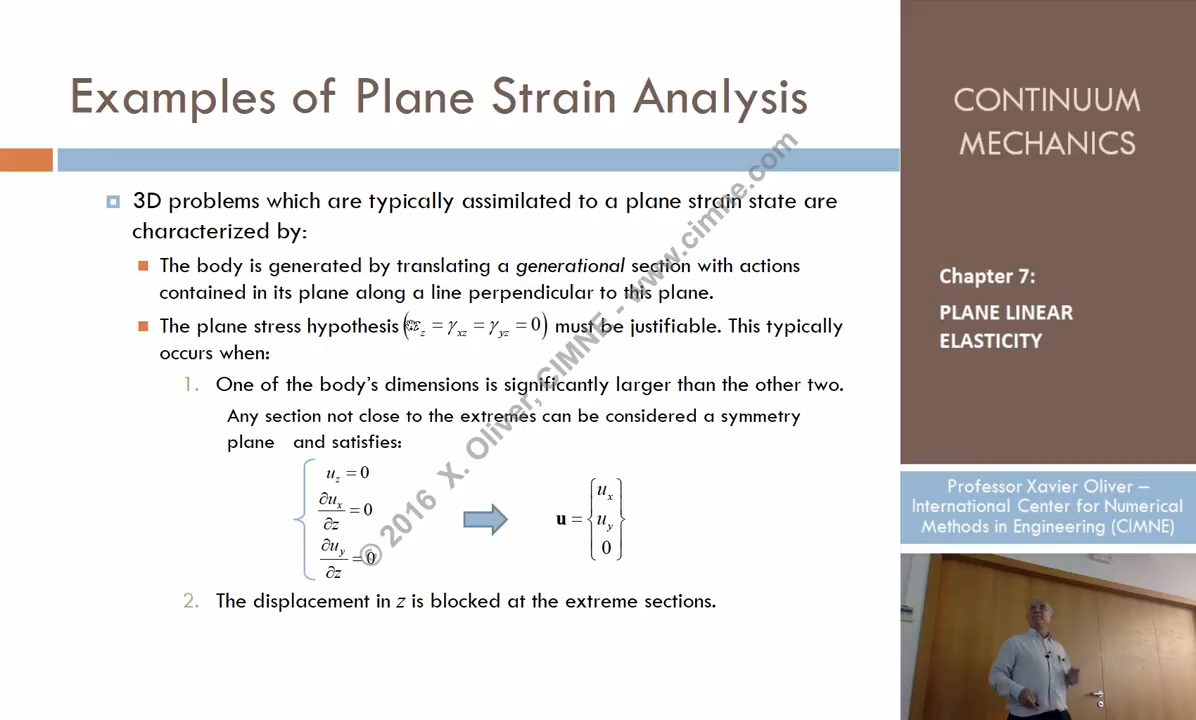 Examples of Plane Strain Analysis
3D problems which are typically assimilated to a plane strain state are
characterized by:
The body is generated by translating a generational section with actions
contained in its plane along a line perpendicular to this plane.
The plane stress hypothesis ( z = γxz = γyz = 0) must be justifiable. This typically
occurs when:
1. One of the body's dimensions is significantly larger than the other two.
Any section not close to the extremes can be considered a symmetry
plane and satisfies:
u_z = 0
∂u_x/∂z = 0
∂u_y/∂z = 0
u = { u_x u_y 0 }
2. The displacement in z is blocked at the extreme sections.
© 2016 X. Oliver, CIMNE - www.cimne.com
CONTINUUM
MECHANICS
Chapter 7:
PLANE LINEAR
ELASTICITY
Professor Xavier Oliver –
International Center for Numerical
Methods in Engineering (CIMNE)